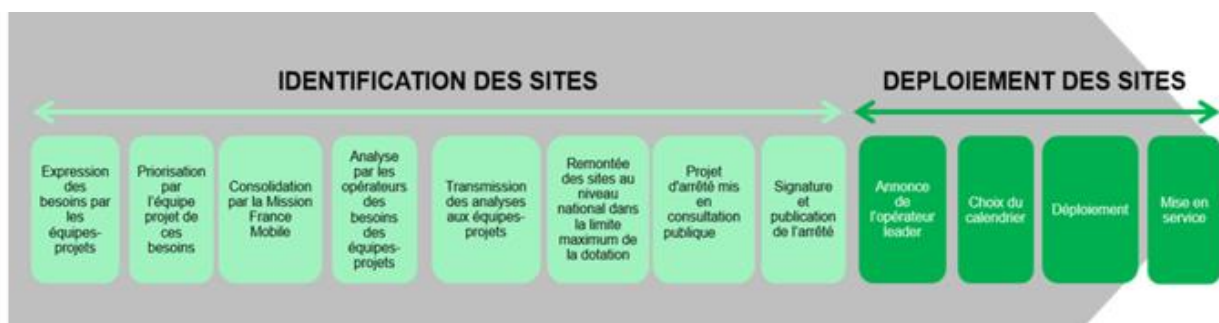 IDENTIFICATION DES SITES
DEPLOIEMENT DES SITES
Expression
des
besoins par
les
équipes-
projets
Priorisation
par
l'équipe
projet de
ces
besoins
Consolidation
par la Mission
France
Mobile
Analyse
par les
opérateurs
des
besoins
des
équipes-
projets
Transmission
des analyses
aux équipes-
projets
Remontée
des sites au
niveau
national dans
la limite
maximum de
la dotation
Projet
d'arrêté mis
en
consultation
publique
Signature
et
publication
de l'arrêté
Annonce
de
l'opérateur
leader
Choix du
calendrier
Déploiement
Mise en
service